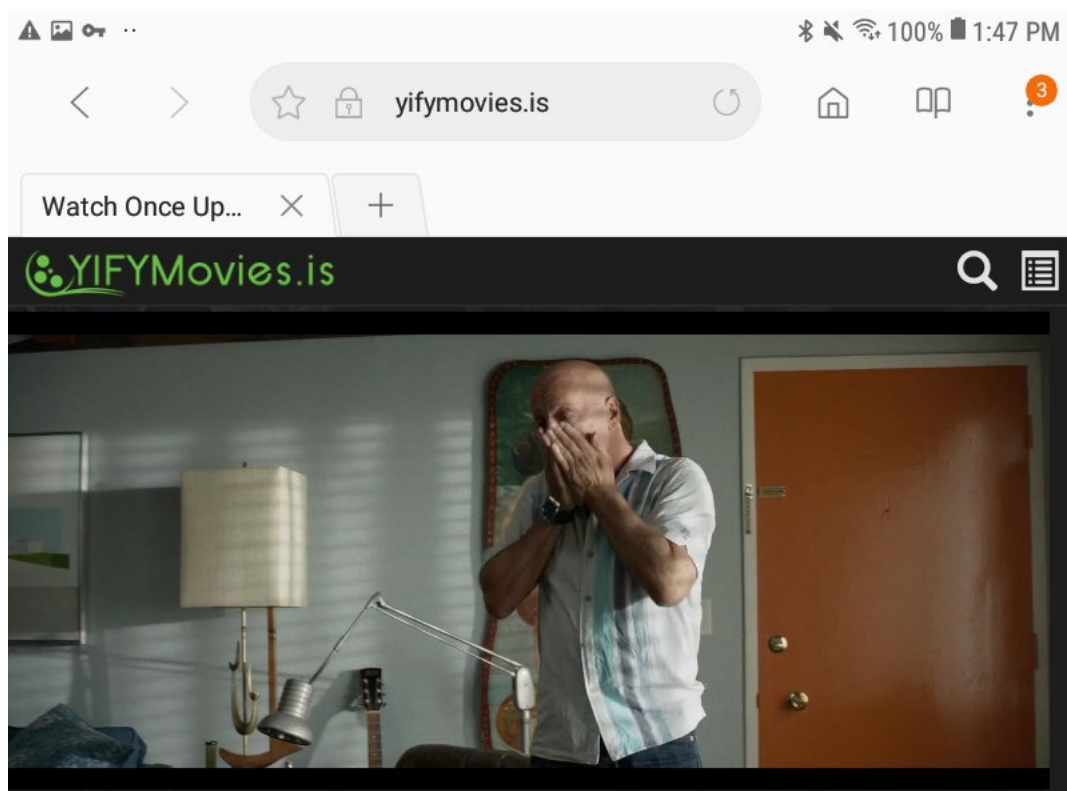 100% 1:47 PM
yifymovies.is
3
Watch Once Up...
YIFYMovies.is